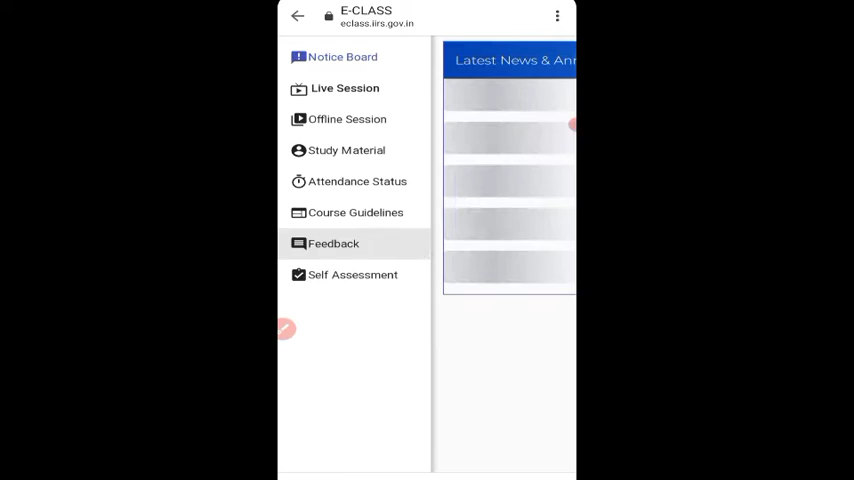 E-CLASS
eclass.iirs.gov.in
Notice Board
Live Session
Offline Session
Study Material
Attendance Status
Course Guidelines
Feedback
Self Assessment
Latest News & Ann